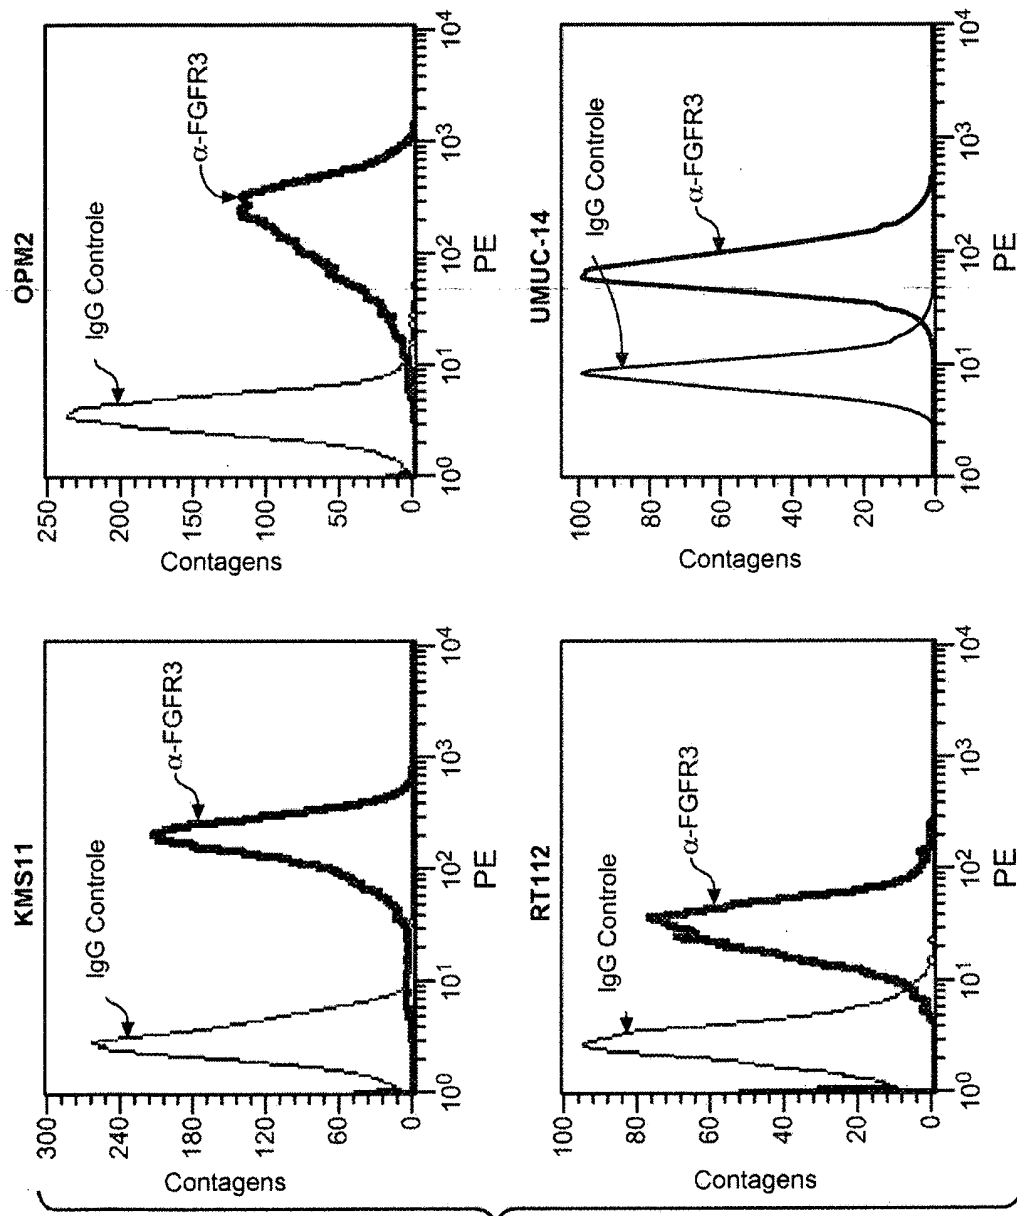 KMS11
300
240
180
120
60
0
Contagens
IgG Controle
α-FGFR3
10⁰
10¹
10²
10³
10⁴
PE
OPM2
250
200
150
100
50
0
Contagens
IgG Controle
α-FGFR3
10⁰
10¹
10²
10³
10⁴
PE
RT112
100
80
60
40
20
0
Contagens
IgG Controle
α-FGFR3
10⁰
10¹
10²
10³
10⁴
PE
UMUC-14
100
80
60
40
20
0
Contagens
IgG Controle
α-FGFR3
10⁰
10¹
10²
10³
10⁴
PE